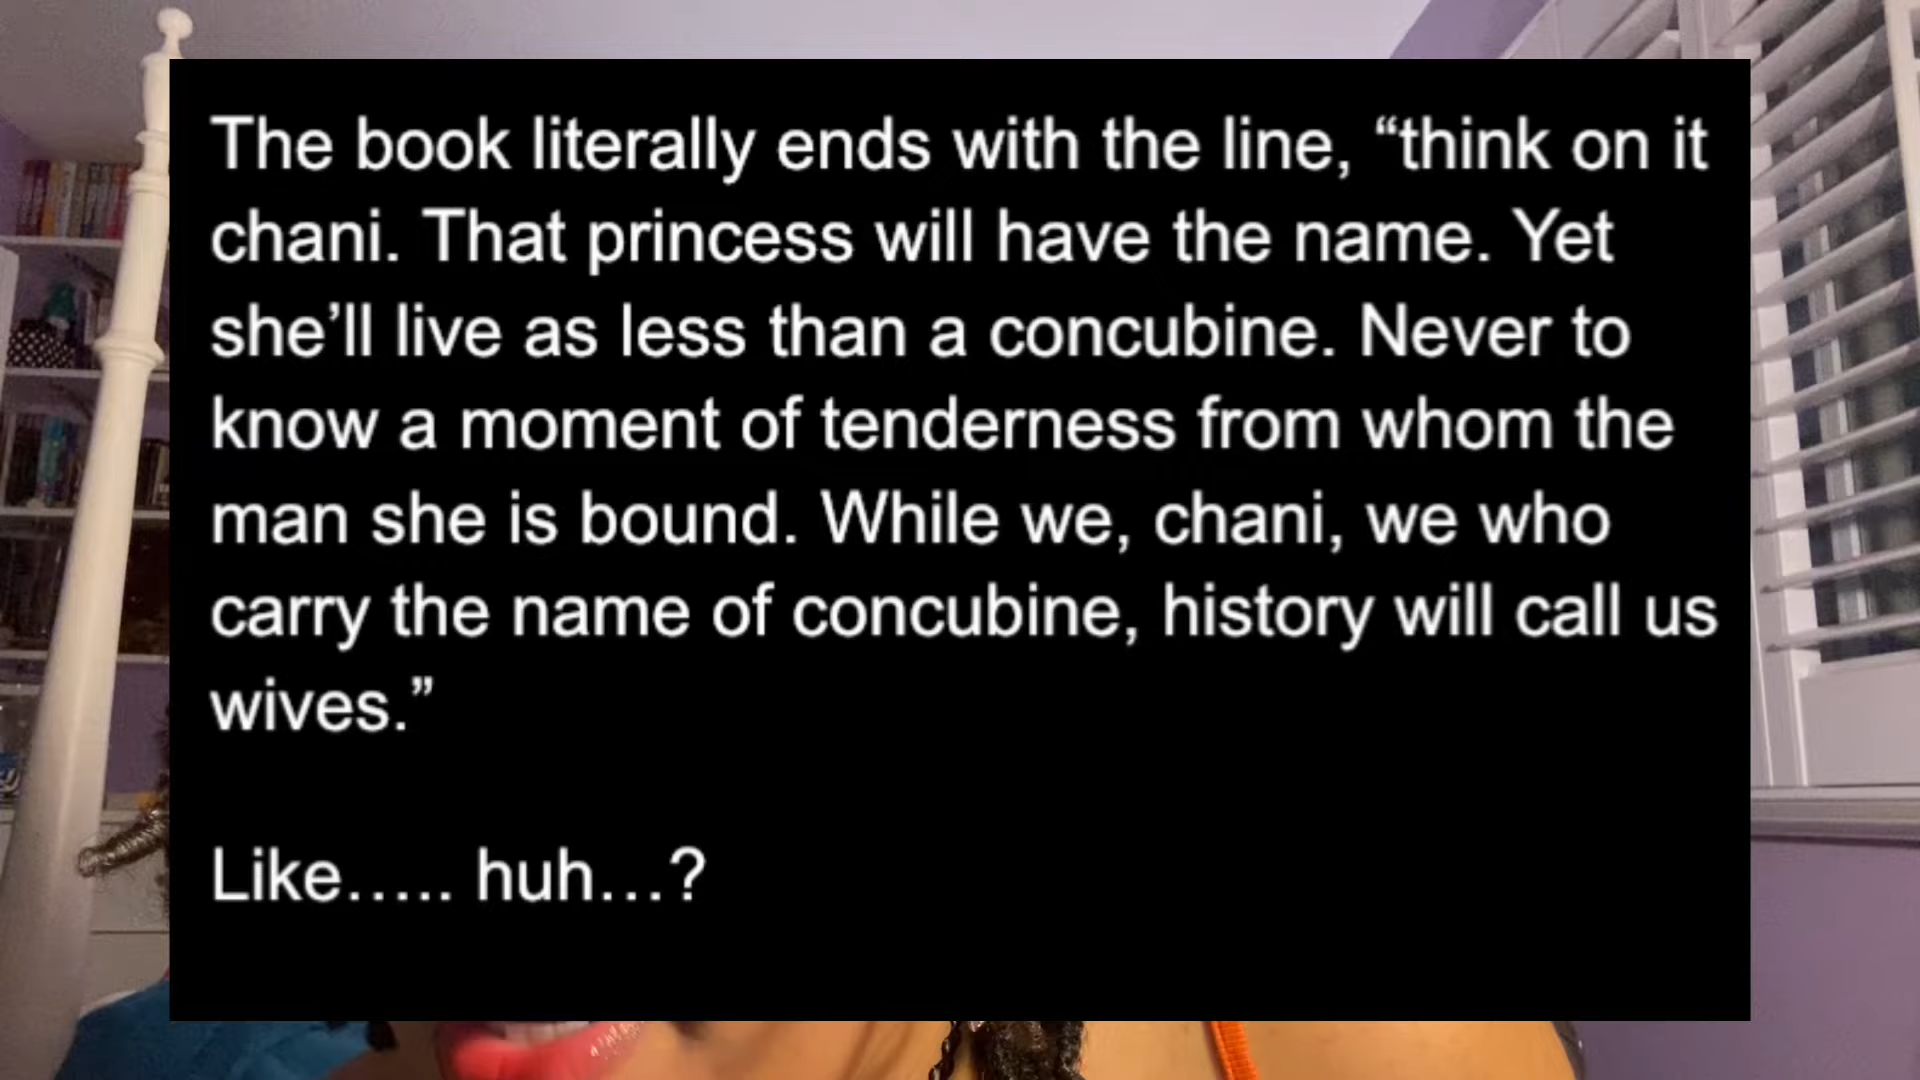 The book literally ends with the line, “think on it
chani. That princess will have the name. Yet
she’ll live as less than a concubine. Never to
know a moment of tenderness from whom the
man she is bound. While we, chani, we who
carry the name of concubine, history will call us
wives.”
Like..... huh...?